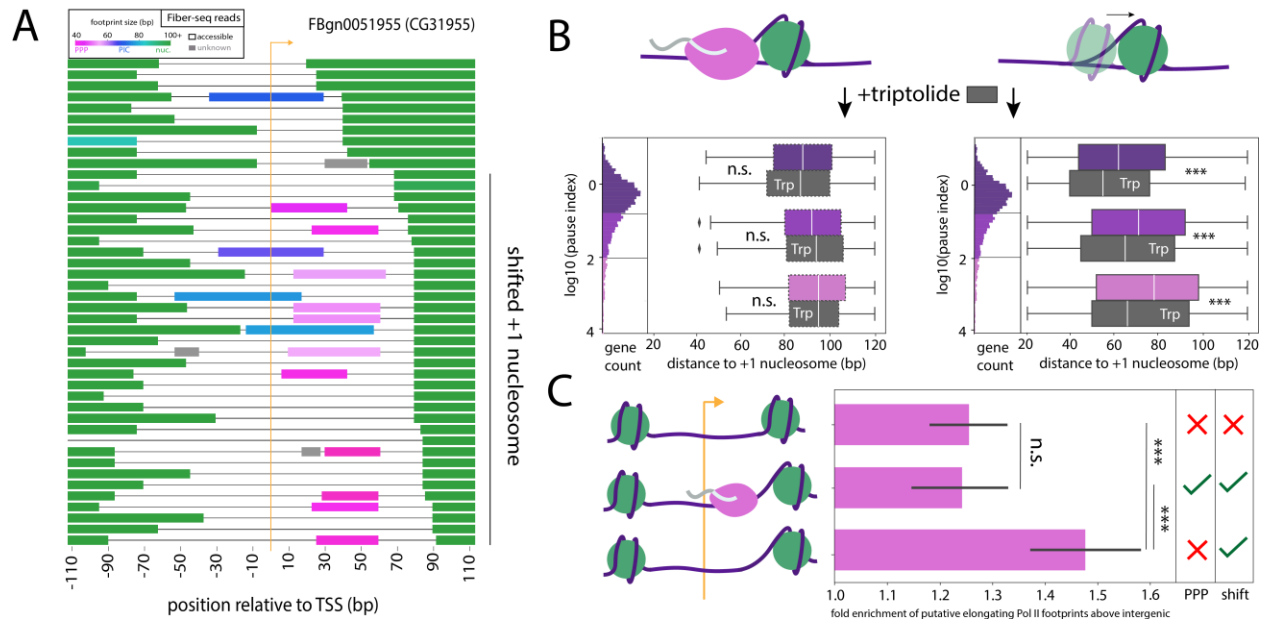 A
footprint size (bp)
Fiber-seq reads
40 60 80 100+
PPP PIC nuc.
accessible
unknown
FBgn0051955 (CG31955)
shifted +1 nucleosome
-110 -90 -70 -50 -30 -10 10 30 50 70 90 110
position relative to TSS (bp)
B
+triptolide
log10(pause index)
0
2
4
n.s.
Trp
n.s.
Trp
n.s.
Trp
gene count
20 40 60 80 100 120
distance to +1 nucleosome (bp)
log10(pause index)
0
2
4
***
Trp
***
Trp
***
Trp
gene count
20 40 60 80 100 120
distance to +1 nucleosome (bp)
C
n.s.
***
***
1.0 1.1 1.2 1.3 1.4 1.5 1.6
PPP shift
fold enrichment of putative elongating Pol II footprints above intergenic